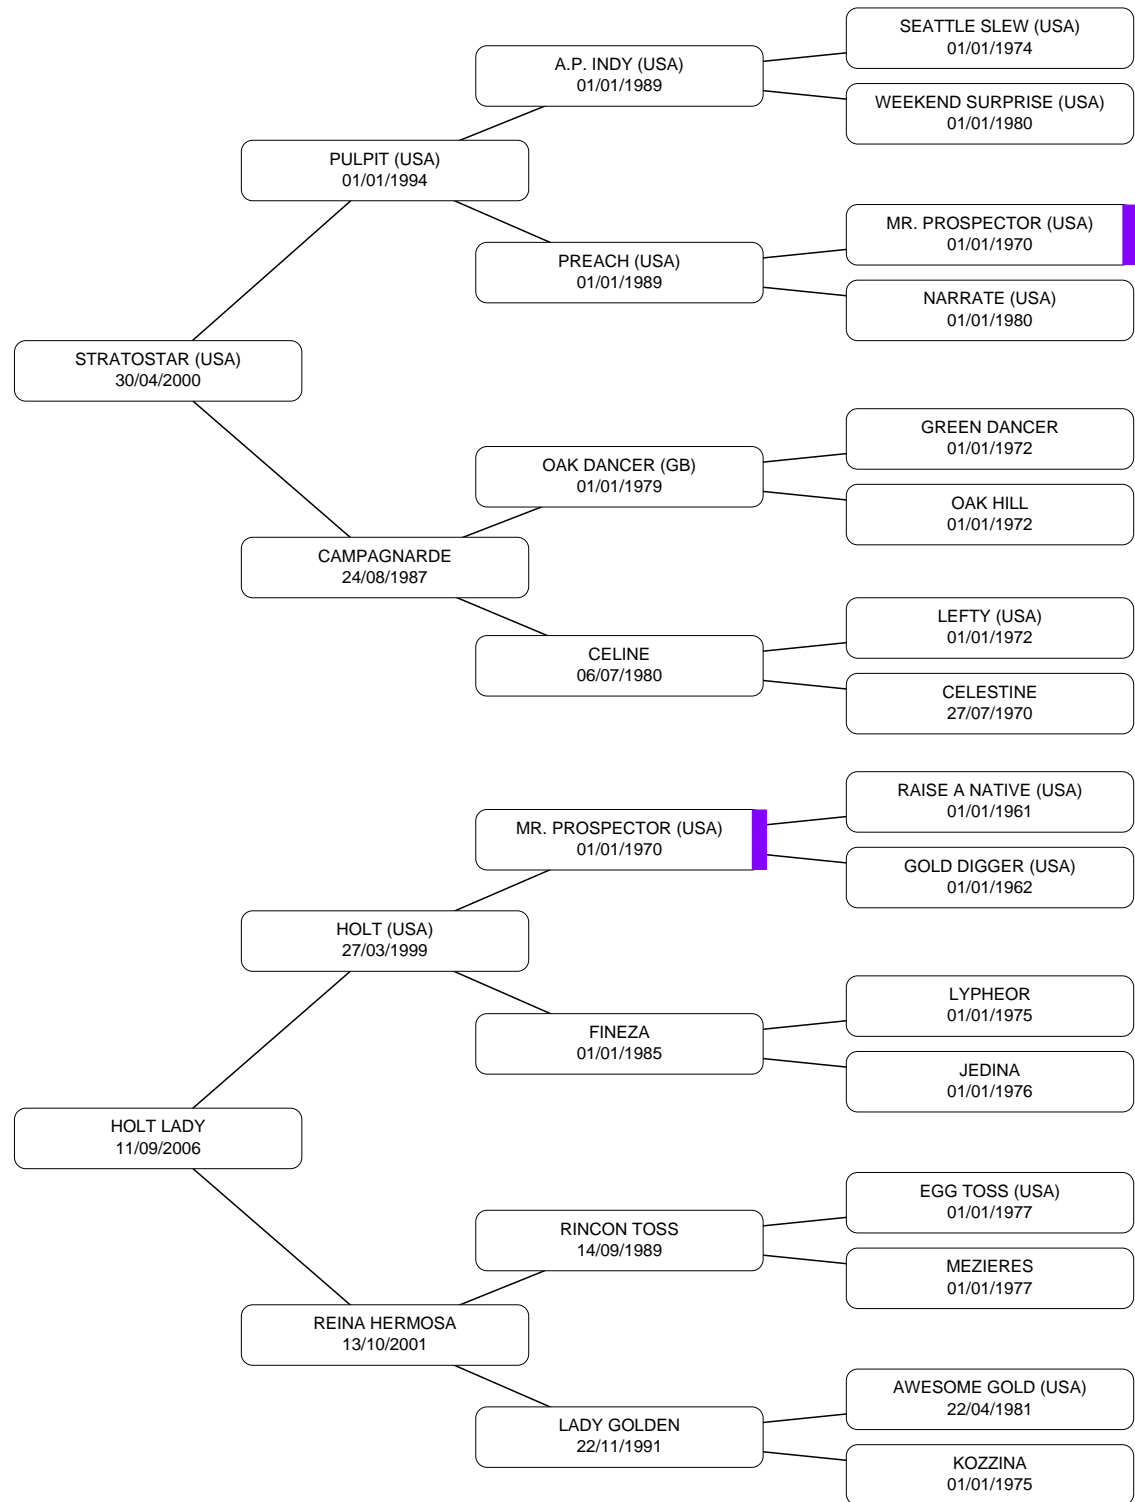 SEATTLE SLEW (USA)
01/01/1974
A.P. INDY (USA)
01/01/1989
WEEKEND SURPRISE (USA)
01/01/1980
PULPIT (USA)
01/01/1994
MR. PROSPECTOR (USA)
01/01/1970
PREACH (USA)
01/01/1989
NARRATE (USA)
01/01/1980
STRATOSTAR (USA)
30/04/2000
GREEN DANCER
01/01/1972
OAK DANCER (GB)
01/01/1979
OAK HILL
01/01/1972
CAMPAGNARDE
24/08/1987
LEFTY (USA)
01/01/1972
CELINE
06/07/1980
CELESTINE
27/07/1970
RAISE A NATIVE (USA)
01/01/1961
MR. PROSPECTOR (USA)
01/01/1970
GOLD DIGGER (USA)
01/01/1962
HOLT (USA)
27/03/1999
LYPHEOR
01/01/1975
FINEZA
01/01/1985
JEDINA
01/01/1976
HOLT LADY
11/09/2006
EGG TOSS (USA)
01/01/1977
RINCON TOSS
14/09/1989
MEZIERES
01/01/1977
REINA HERMOSA
13/10/2001
AWESOME GOLD (USA)
22/04/1981
LADY GOLDEN
22/11/1991
KOZZINA
01/01/1975